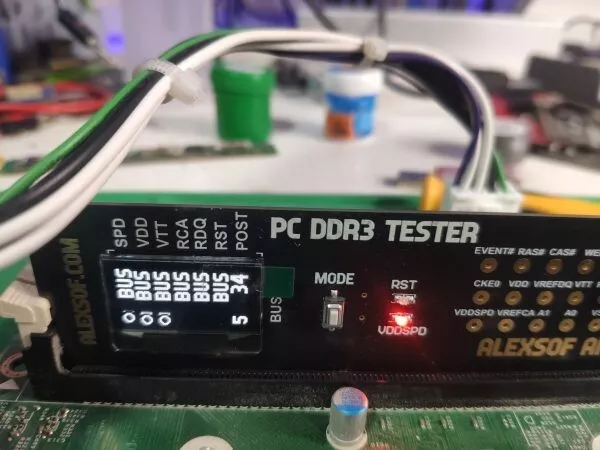 ALEXSOF.COM
SPD
VDD
VTT
RCA
RDQ
RST
POST
BUS
BUS
BUS
BUS
BUS
BUS
5 34
BUS
PC DDR3 TESTER
MODE
RST
VDDSPD
EVENT# RAS# CAS# WE
CKE0 VDD VREFDQ VTT
VDDSPD VREFCA A1 A0
ALEXSOF